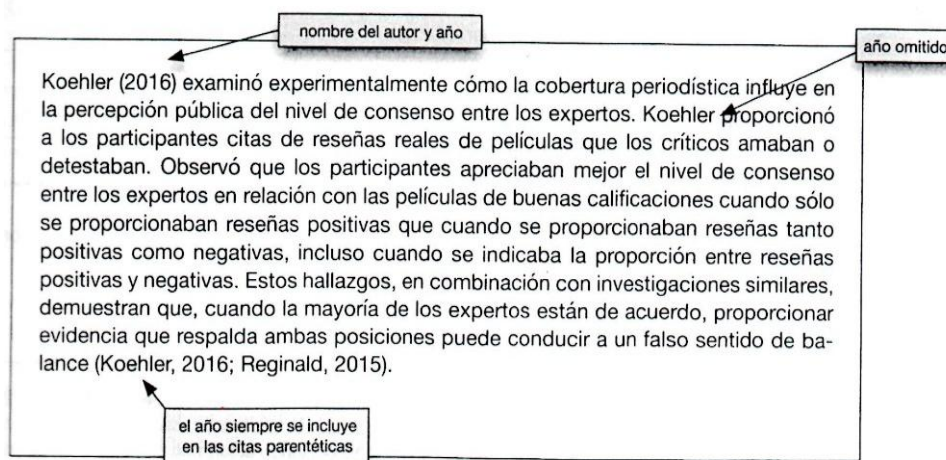 nombre del autor y año
año omitido
Koehler (2016) examinó experimentalmente cómo la cobertura periodística influye en
la percepción pública del nivel de consenso entre los expertos. Koehler proporcionó
a los participantes citas de reseñas reales de películas que los críticos amaban o
detestaban. Observó que los participantes apreciaban mejor el nivel de consenso
entre los expertos en relación con las películas de buenas calificaciones cuando sólo
se proporcionaban reseñas positivas que cuando se proporcionaban reseñas tanto
positivas como negativas, incluso cuando se indicaba la proporción entre reseñas
positivas y negativas. Estos hallazgos, en combinación con investigaciones similares,
demuestran que, cuando la mayoría de los expertos están de acuerdo, proporcionar
evidencia que respalda ambas posiciones puede conducir a un falso sentido de ba-
lance (Koehler, 2016; Reginald, 2015).
el año siempre se incluye
en las citas parentéticas